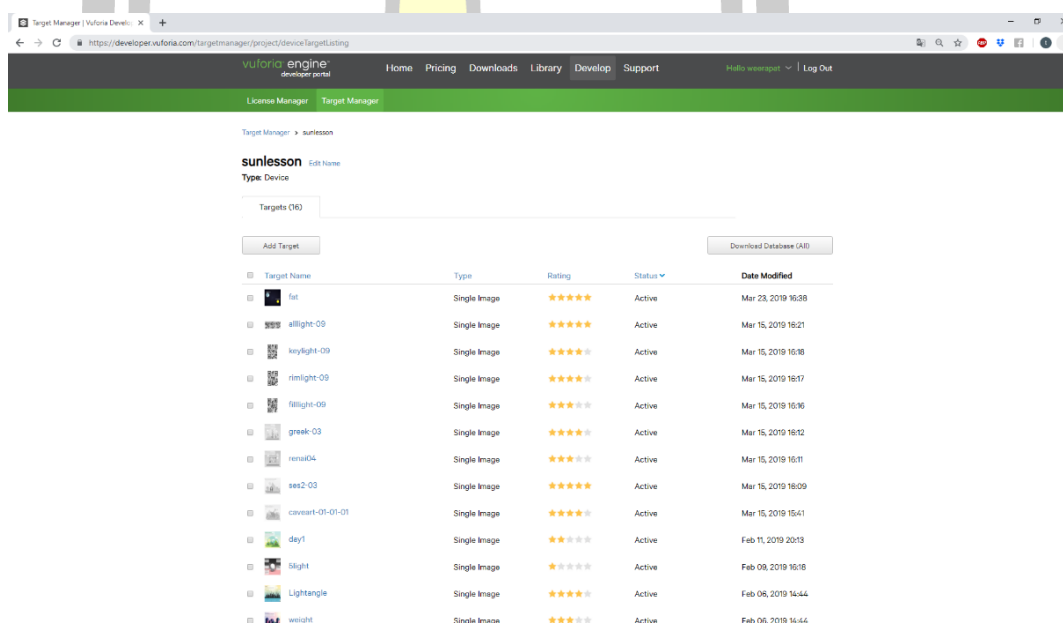 Target Manager | Vuforia Develop
https://developer.vuforia.com/targetmanager/project/deviceTargetListing
vuforia engine
developer portal
Home Pricing Downloads Library Develop Support
Hello wearapat Log Out
License Manager Target Manager
Target Manager > sunlesson
sunlesson Edit Name
Type: Device
Targets (16)
Add Target Download Database (All)
Target Name Type Rating Status Date Modified
fat Single Image Active Mar 23, 2019 16:38
alllight-09 Single Image Active Mar 15, 2019 16:21
keylight-09 Single Image Active Mar 15, 2019 16:18
rimlight-09 Single Image Active Mar 15, 2019 16:17
filllight-09 Single Image Active Mar 15, 2019 16:16
greek-03 Single Image Active Mar 15, 2019 16:12
renai04 Single Image Active Mar 15, 2019 16:11
ses2-03 Single Image Active Mar 15, 2019 16:09
caveart-01-01-01 Single Image Active Mar 15, 2019 15:41
day1 Single Image Active Feb 11, 2019 20:13
5light Single Image Active Feb 09, 2019 16:18
Lightangle Single Image Active Feb 06, 2019 14:44
weight Single Image Active Feb 06, 2019 14:44